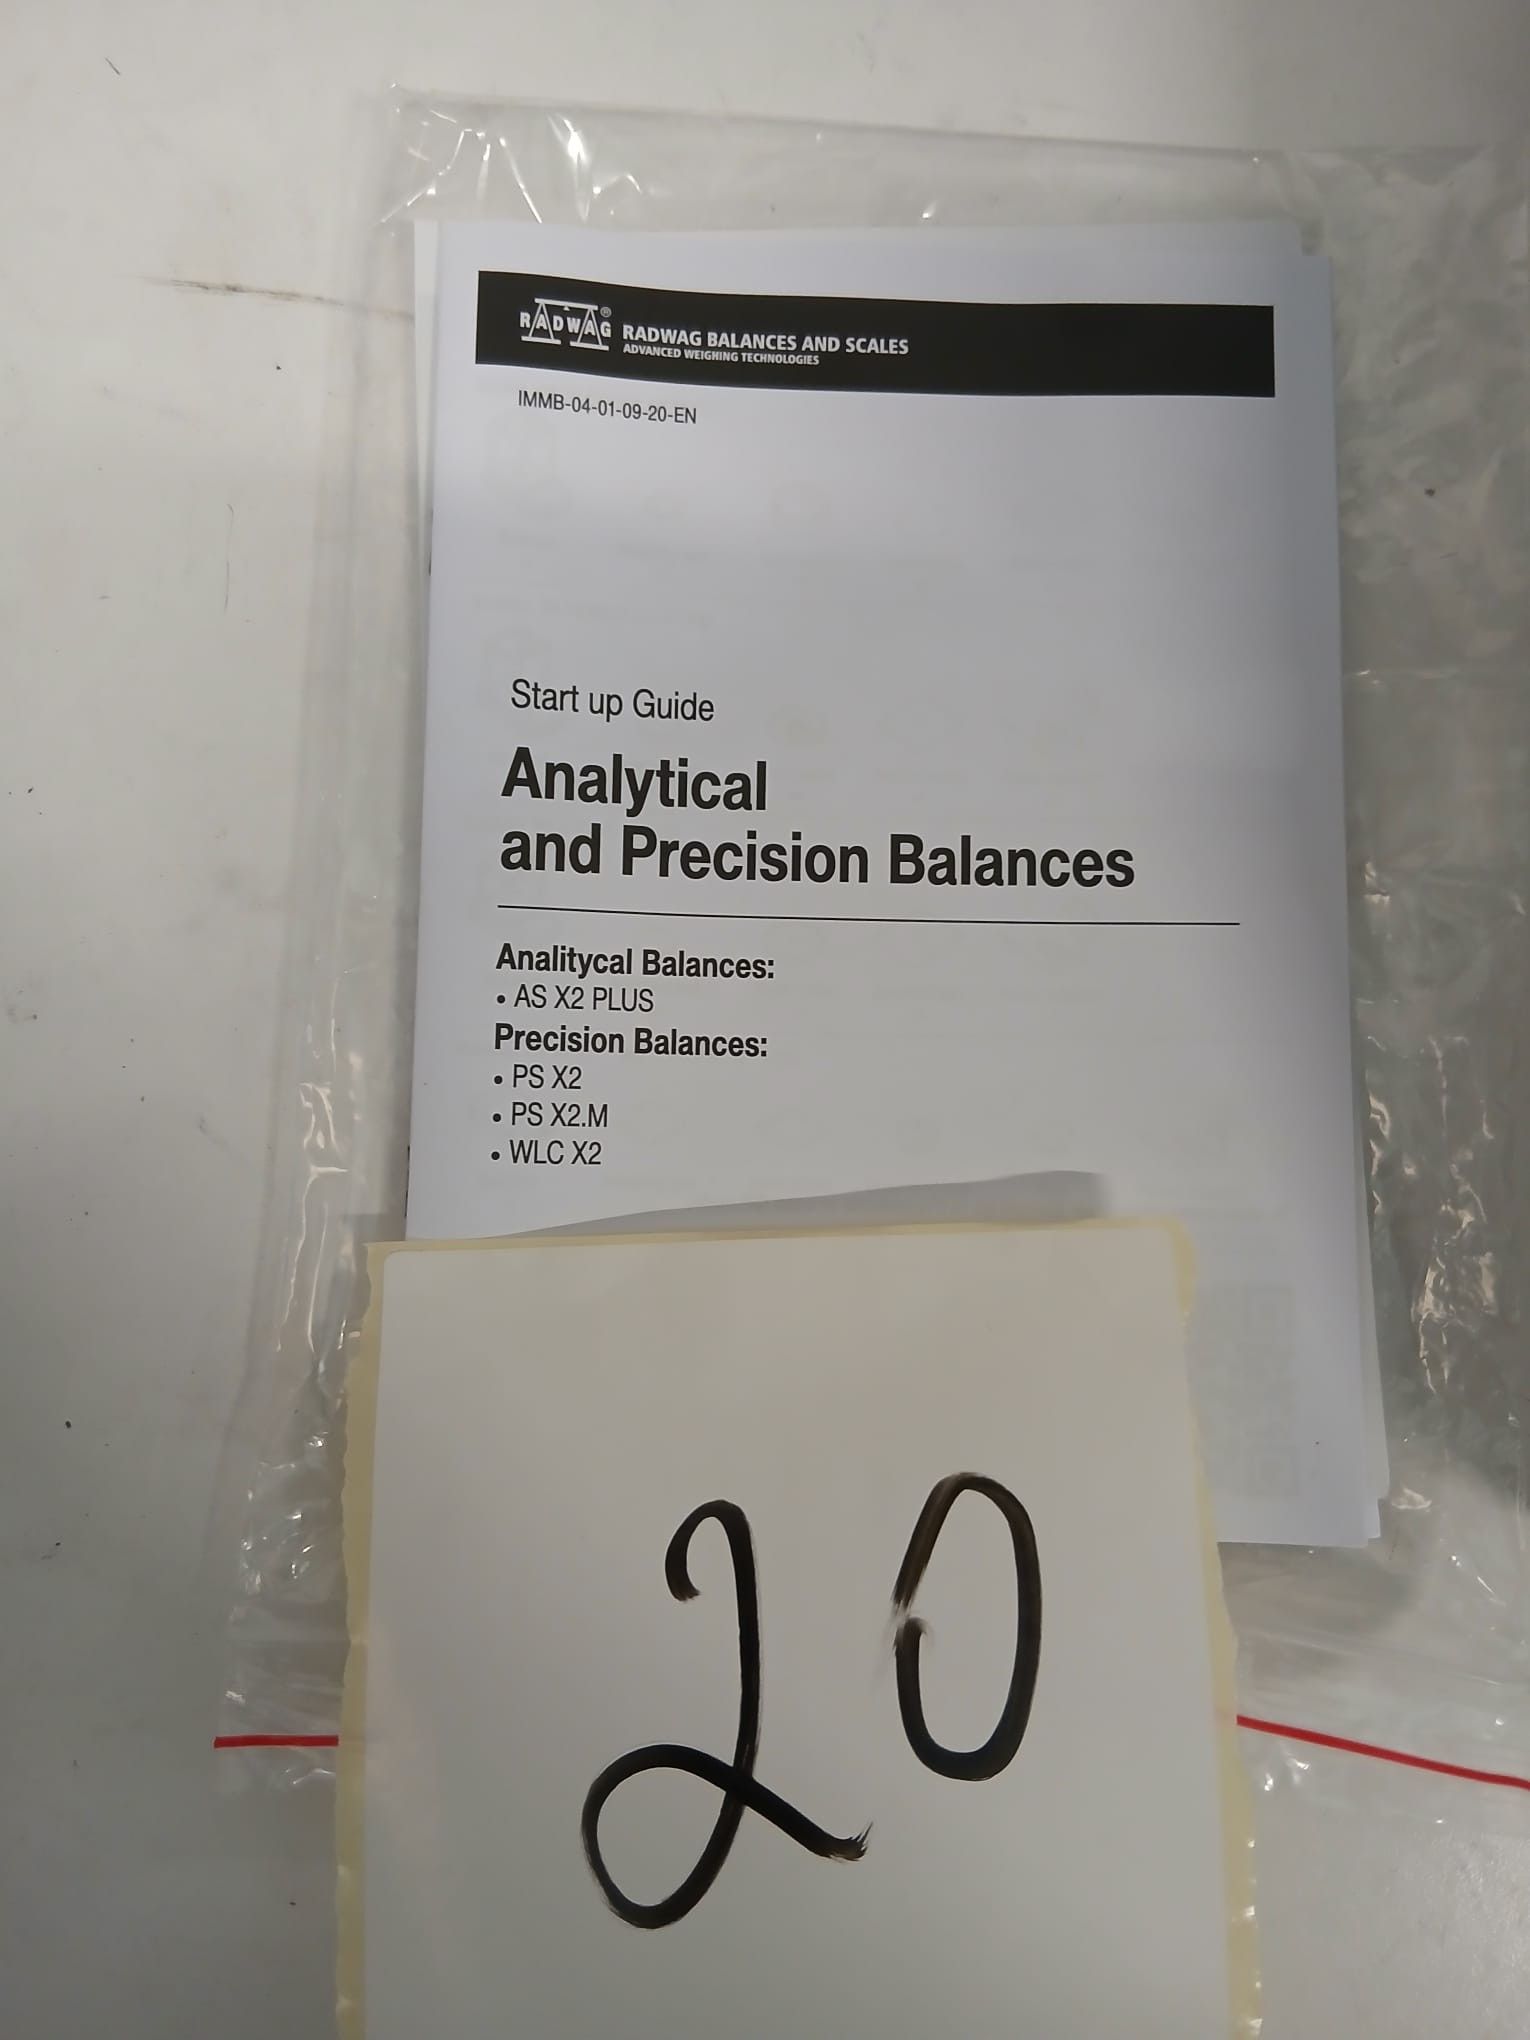 RADWAG® RADWAG BALANCES AND SCALES
ADVANCED WEIGHING TECHNOLOGIES
IMMB-04-01-09-20-EN
Start up Guide
Analytical
and Precision Balances
Analitycal Balances:
• AS X2 PLUS
Precision Balances:
• PS X2
• PS X2.M
• WLC X2
20